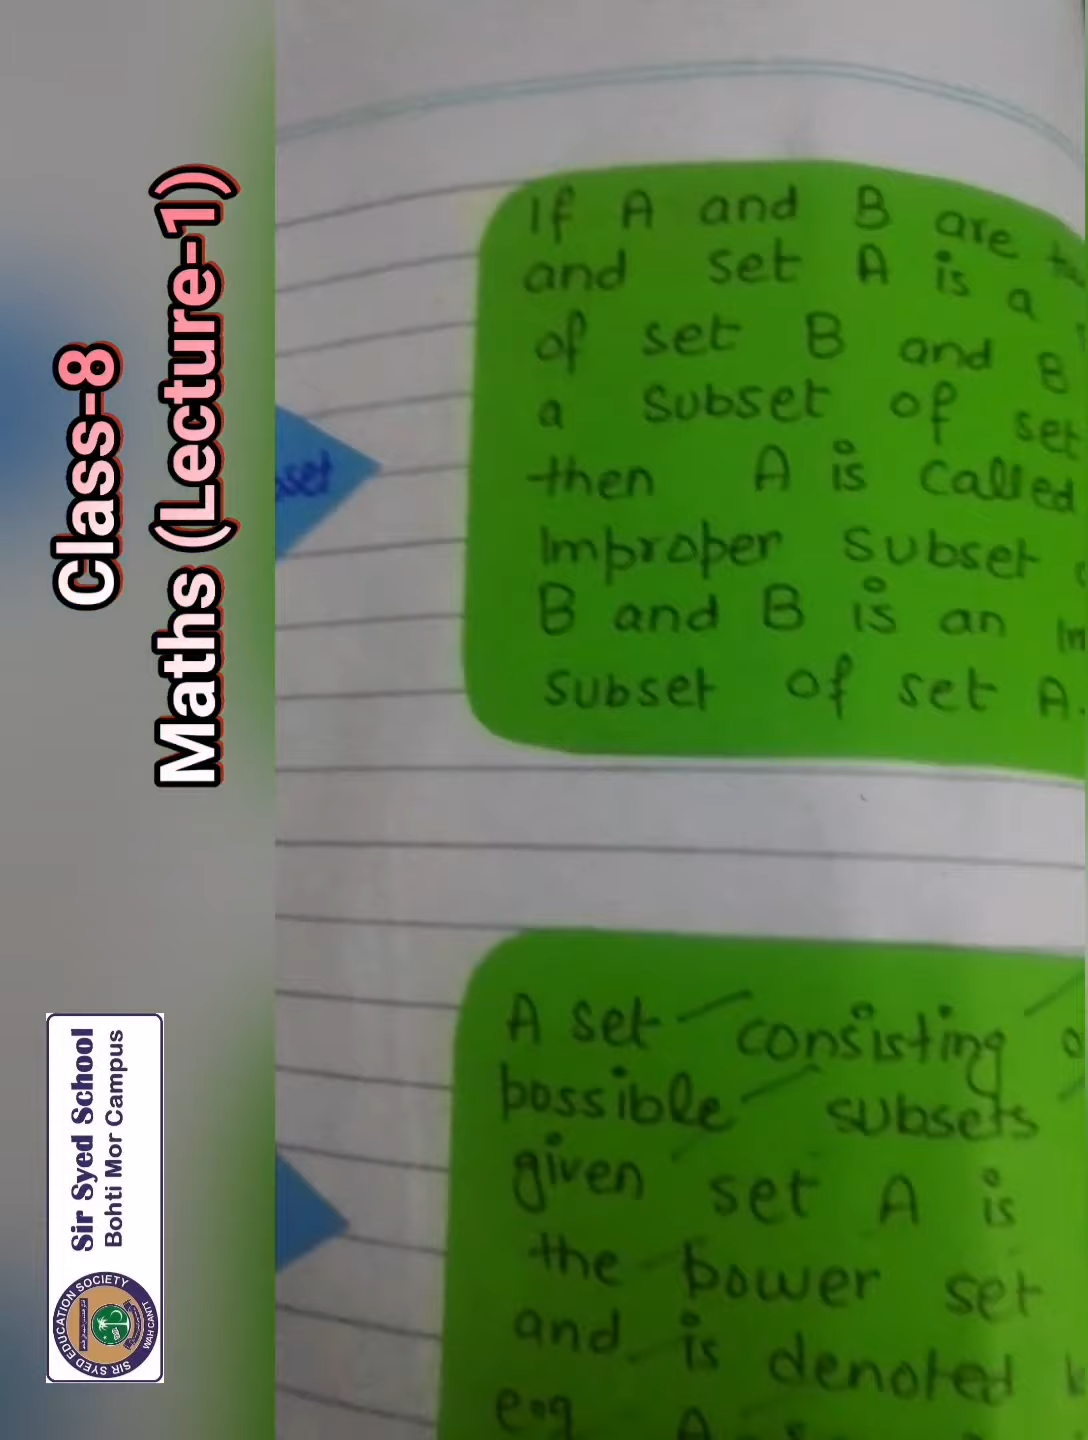 Class-8
Maths (Lecture-1)
Sir Syed School
Bohti Mor Campus
SIR SYED EDUCATION SOCIETY
WAH CANTT
If A and B are
and set A is a
of set B and B
a subset of set
then A is called
Improper subset
B and B is an
subset of set A.
set
A set consisting
possible subsets
given set A is
the power set
and is denoted
e.g A